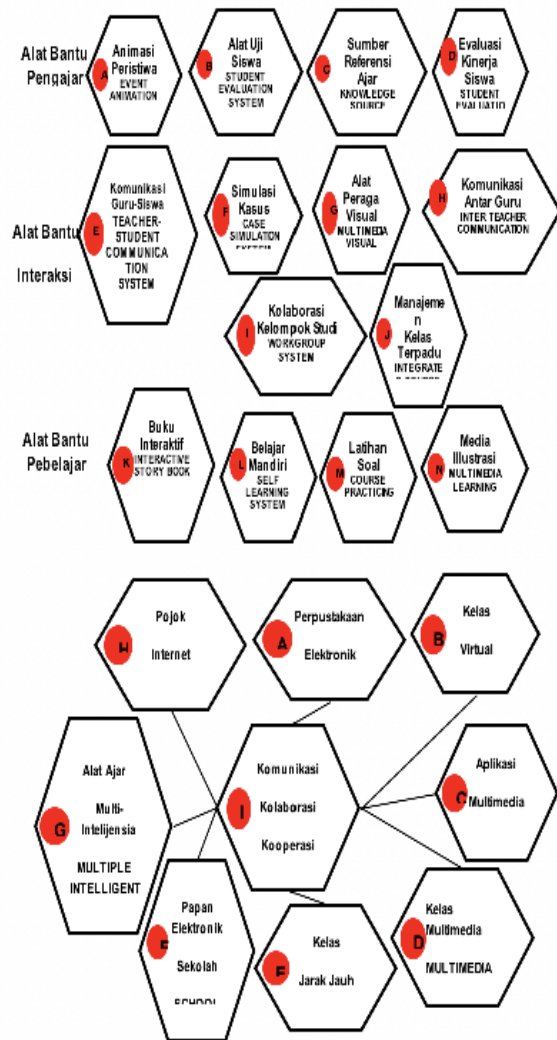 Alat Bantu
Pengajar
A
Animasi
Peristiwa
EVENT
ANIMATION
B
Alat Uji
Siswa
STUDENT
EVALUATION
SYSTEM
C
Sumber
Referensi
Ajar
KNOWLEDGE
SOURCE
D
Evaluasi
Kinerja
Siswa
STUDENT
EVALUATIO
Alat Bantu
Interaksi
E
Komunikasi
Guru-Siswa
TEACHER-
STUDENT
COMMUNICA
TION
SYSTEM
F
Simulasi
Kasus
CASE
SIMULATION
G
Alat
Peraga
Visual
MULTIMEDIA
VISUAL
H
Komunikasi
Antar Guru
INTER TEACHER
COMMUNICATION
I
Kolaborasi
Kelompok Studi
WORKGROUP
SYSTEM
J
Manajeme
n
Kelas
Terpadu
INTEGRATE
Alat Bantu
Pebelajar
K
Buku
Interaktif
INTERACTIVE
STORY BOOK
L
Belajar
Mandiri
SELF
LEARNING
SYSTEM
M
Latihan
Soal
COURSE
PRACTICING
N
Media
Illustrasi
MULTIMEDIA
LEARNING
H
Pojok
Internet
A
Perpustakaan
Elektronik
B
Kelas
Virtual
G
Alat Ajar
Multi-
Intelijensia
MULTIPLE
INTELLIGENT
I
Komunikasi
Kolaborasi
Kooperasi
C
Aplikasi
Multimedia
Papan
Elektronik
Sekolah
SCHOOL
Kelas
Jarak Jauh
D
Kelas
Multimedia
MULTIMEDIA